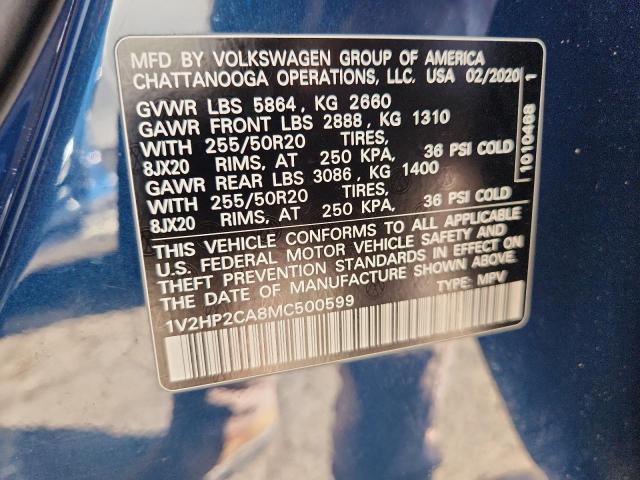 MFD BY VOLKSWAGEN GROUP OF AMERICA
CHATTANOOGA OPERATIONS, LLC. USA 02/2020
GVWR LBS 5864, KG 2660
GAWR FRONT LBS 2888, KG 1310
WITH 255/50R20 TIRES,
8JX20 RIMS, AT 250 KPA, 36 PSI COLD
GAWR REAR LBS 3086, KG 1400
WITH 255/50R20 TIRES,
8JX20 RIMS, AT 250 KPA, 36 PSI COLD
THIS VEHICLE CONFORMS TO ALL APPLICABLE
U.S. FEDERAL MOTOR VEHICLE SAFETY AND
THEFT PREVENTION STANDARDS IN EFFECT ON
THE DATE OF MANUFACTURE SHOWN ABOVE.
1V2HP2CA8MC500599 TYPE: MPV
1010468 1